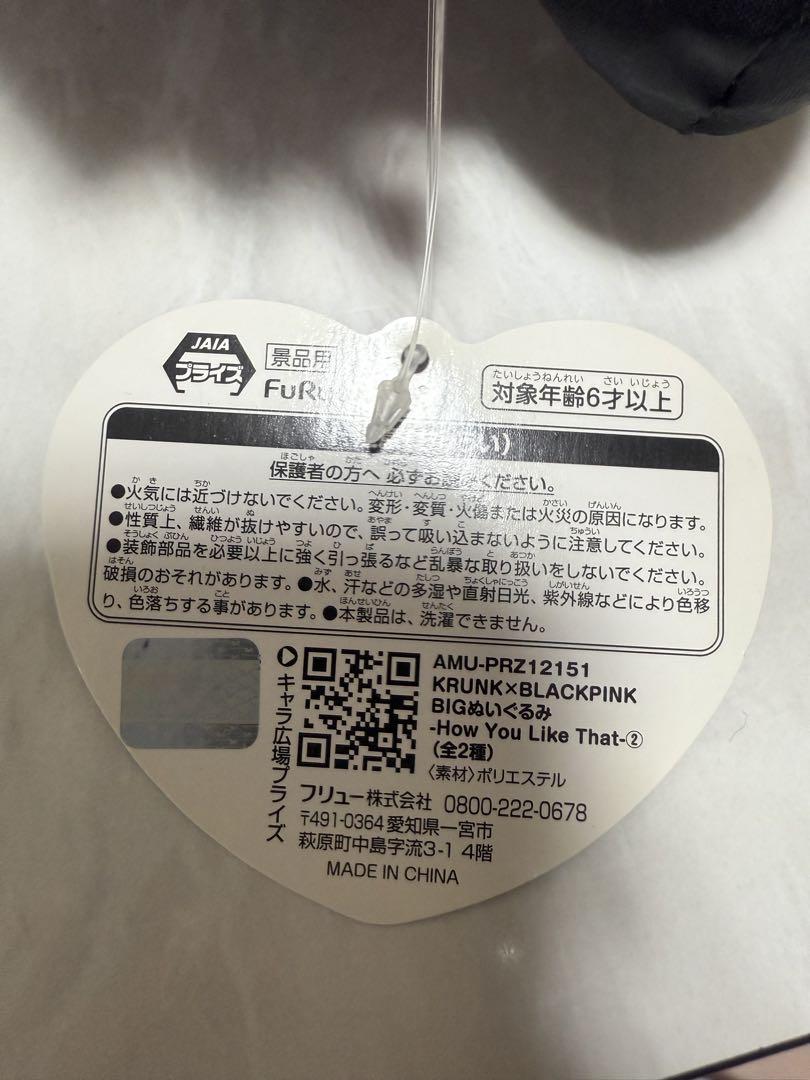 JAIA
プライズ
景品用
FuRy
対象年齢6才以上
たいしょうねんれい さい いじょう
い)
保護者の方へ 必ずお読みください。
●火気には近づけないでください。変形・変質・火傷または火災の原因になります。
●性質上、繊維が抜けやすいので、誤って吸い込まないように注意してください。
●装飾部品を必要以上に強く引っ張るなど乱暴な取り扱いをしないでください。
破損のおそれがあります。●水、汗などの多湿や直射日光、紫外線などにより色移
り、色落ちする事があります。●本製品は、洗濯できません。
キャラ広場プライズ
AMU-PRZ12151
KRUNK×BLACKPINK
BIGぬいぐるみ
-How You Like That-②
(全2種)
〈素材〉ポリエステル
フリュー株式会社 0800-222-0678
〒491-0364 愛知県一宮市
萩原町中島字流3-1 4階
MADE IN CHINA